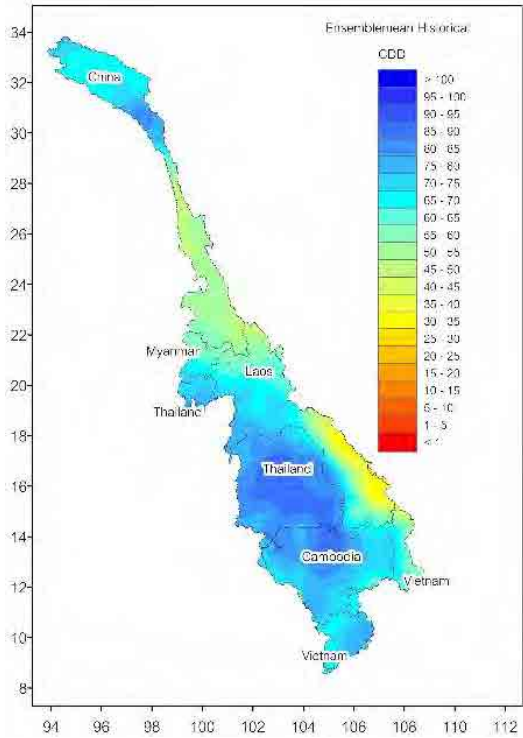 Ensemblemean Historical
CDD
> 100
95 - 100
90 - 95
85 - 90
80 - 85
75 - 80
70 - 75
65 - 70
60 - 65
55 - 60
50 - 55
45 - 50
40 - 45
35 - 40
30 - 35
25 - 30
20 - 25
15 - 20
10 - 15
5 - 10
1 - 5
< 1
34
32
30
28
26
24
22
20
18
16
14
12
10
8
China
Myanmar
Laos
Thailand
Thailand
Cambodia
Vietnam
Vietnam
94 96 98 100 102 104 106 108 110 112